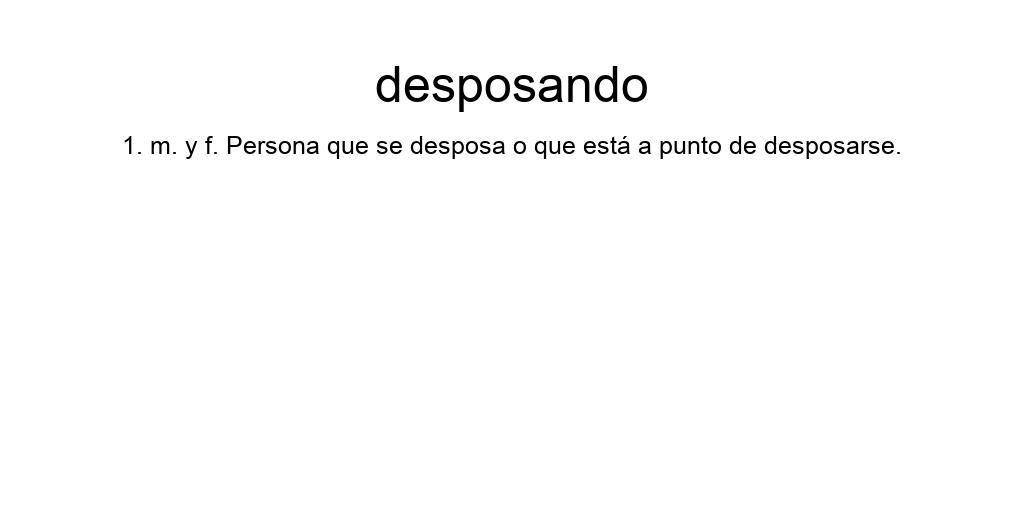 desposando
1. m. y f. Persona que se desposa o que está a punto de desposarse.